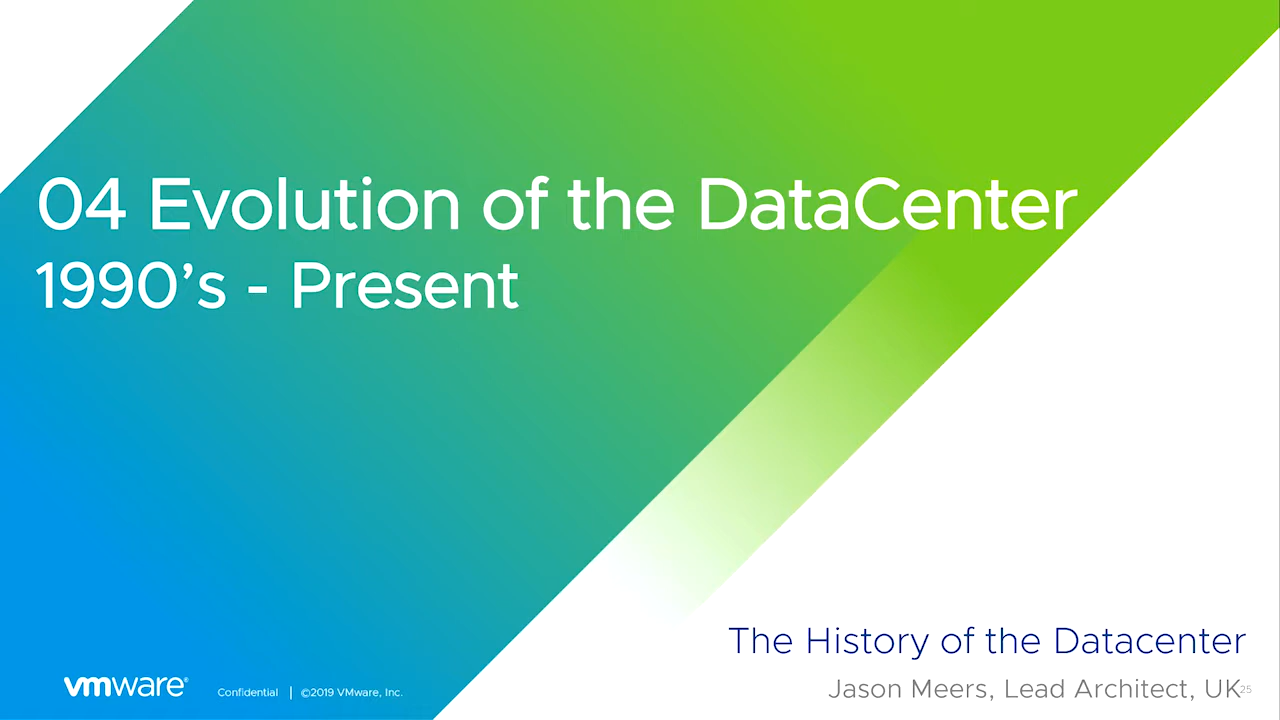 04 Evolution of the DataCenter
1990’s - Present
The History of the Datacenter
Jason Meers, Lead Architect, UK
25
vmware®
Confidential | ©2019 VMware, Inc.